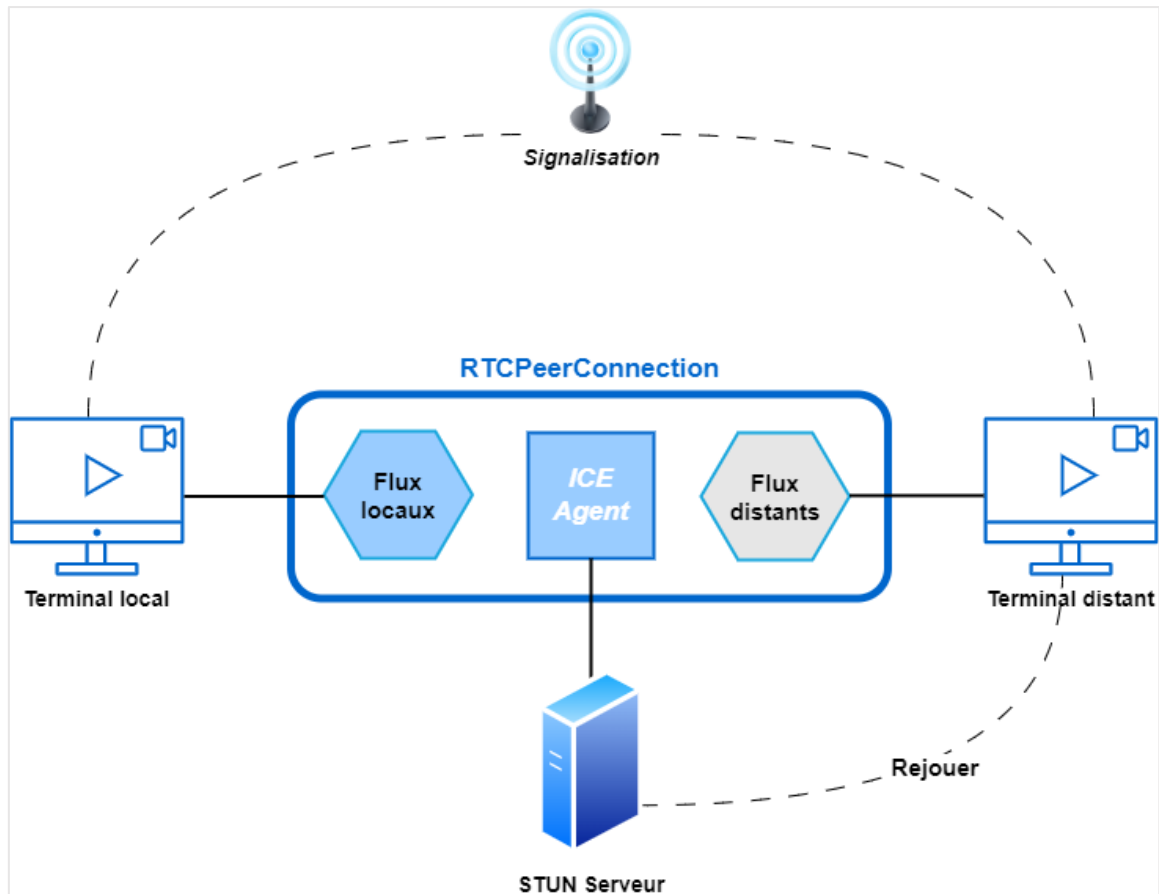 Signalisation
RTCPeerConnection
Flux
locaux
ICE
Agent
Flux
distants
Terminal local
Terminal distant
Rejouer
STUN Serveur